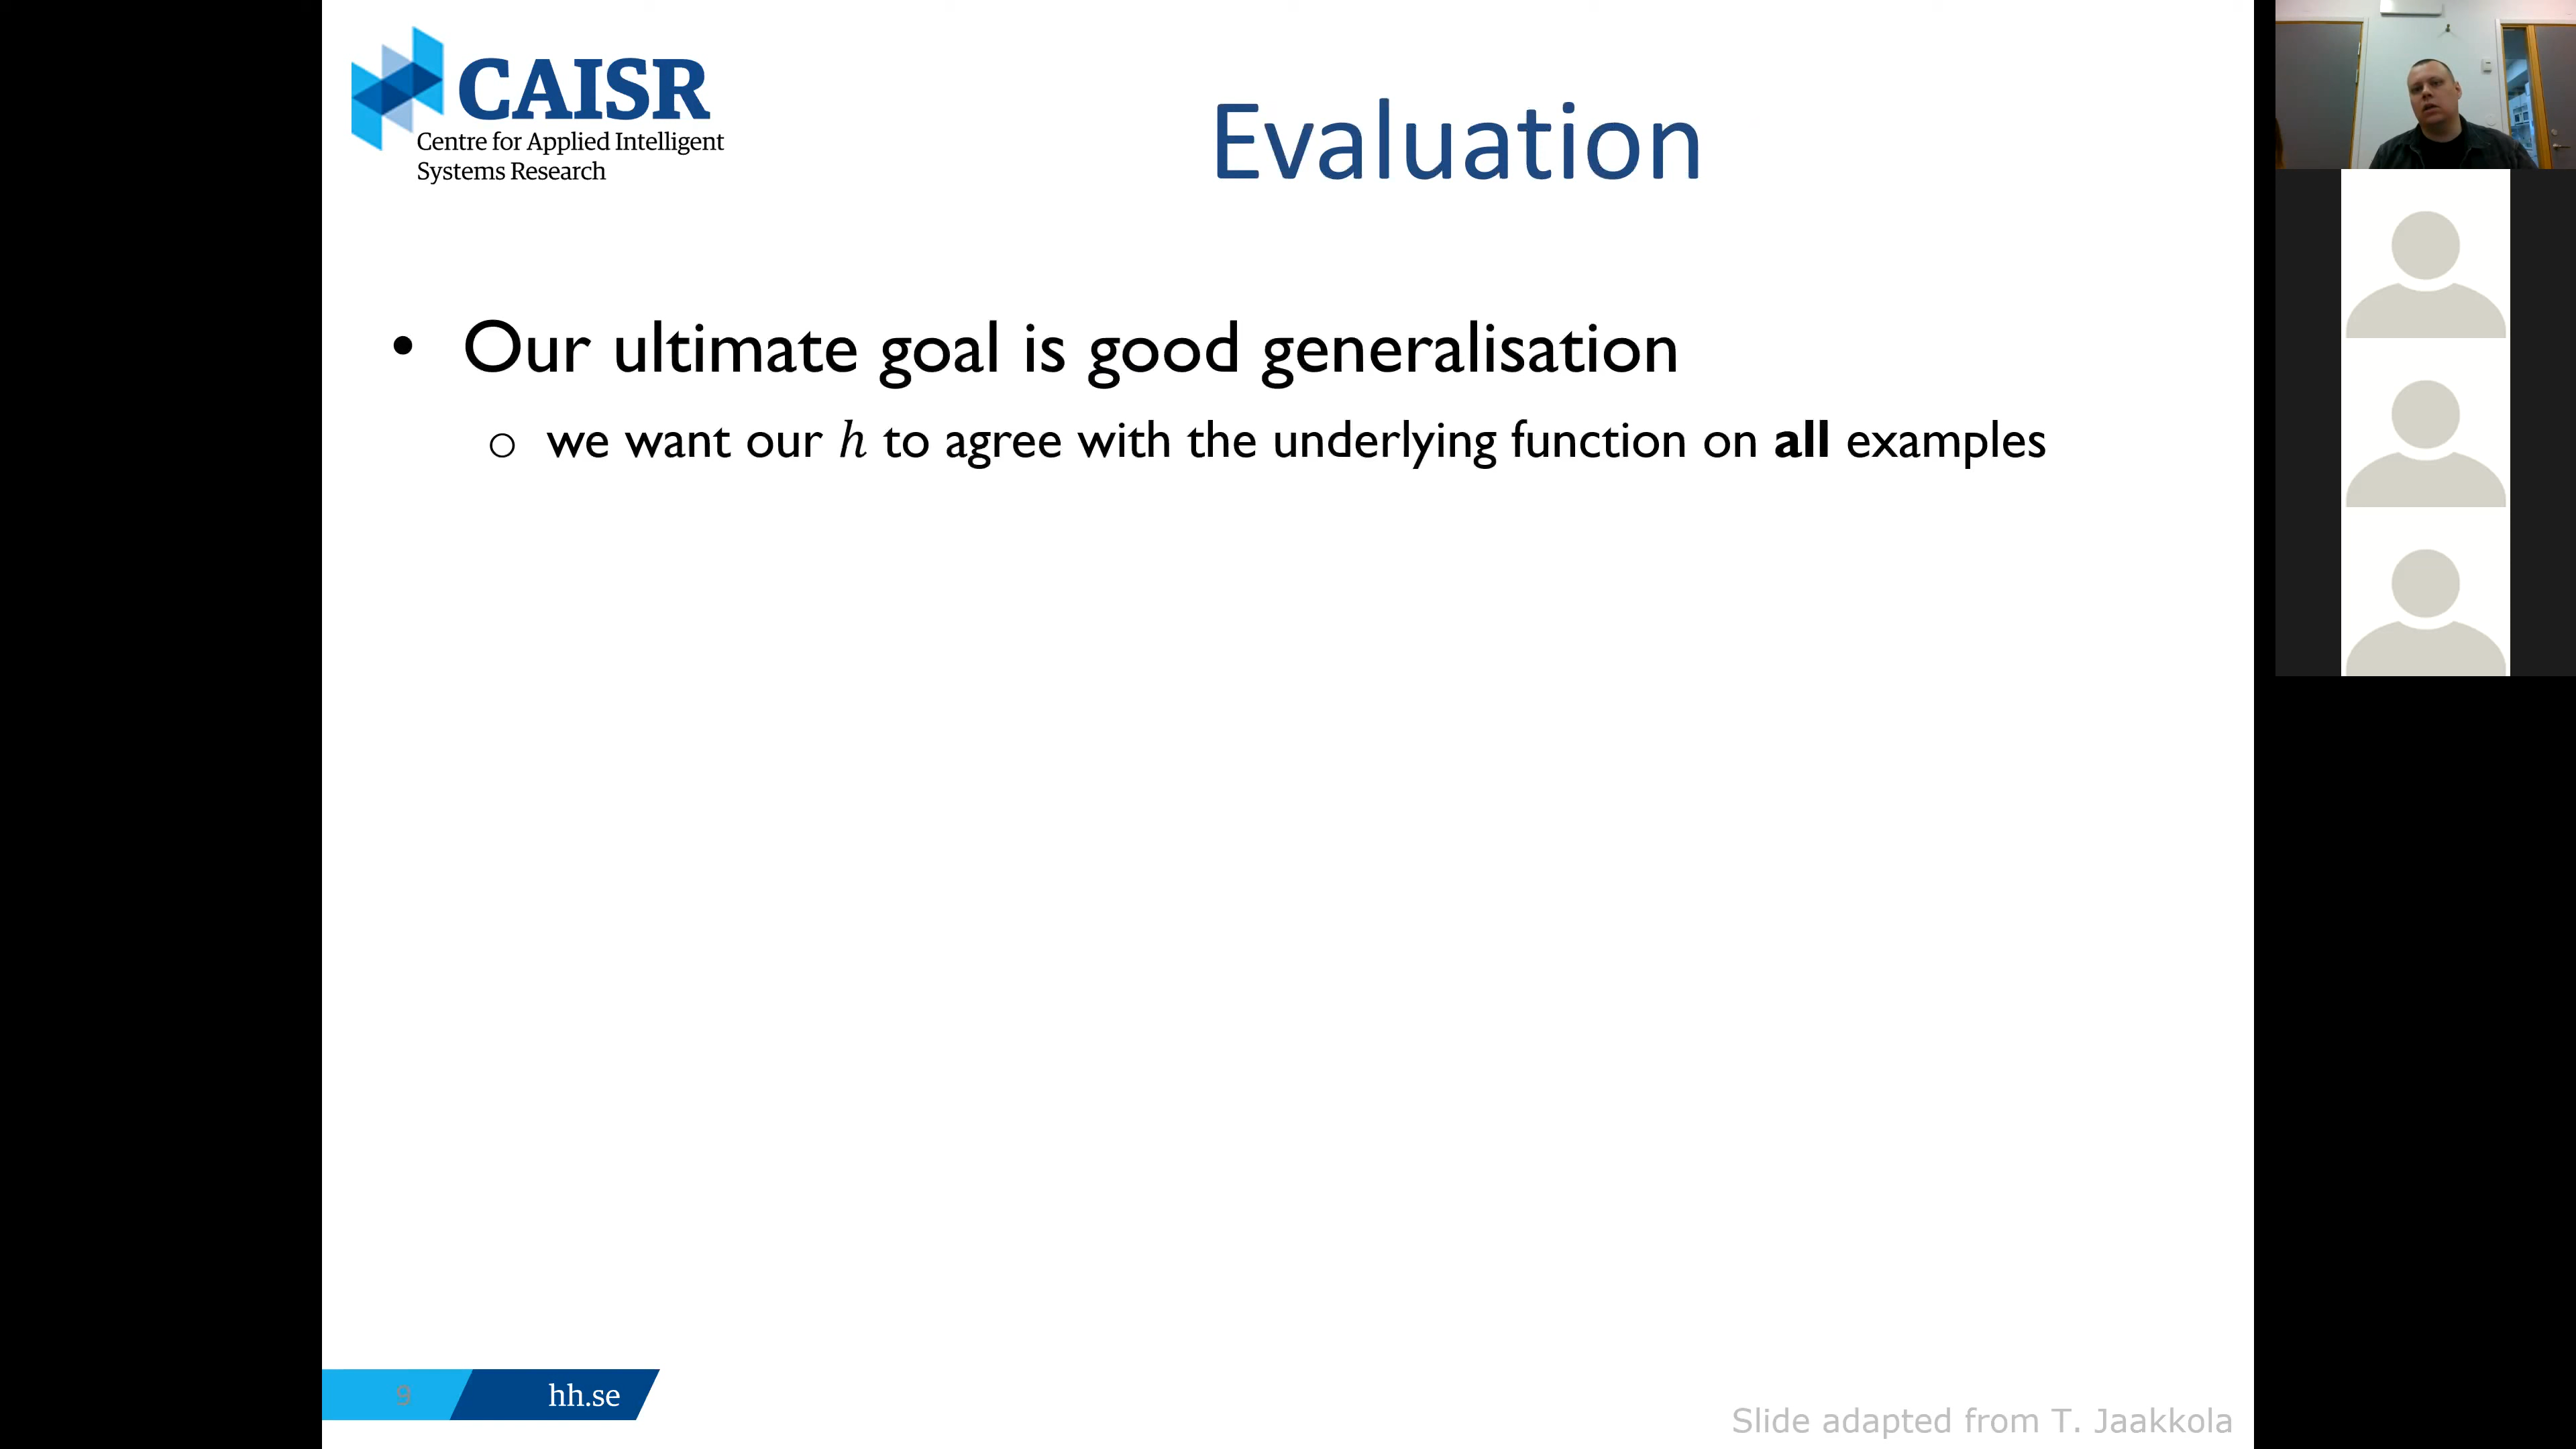 CAISR
Centre for Applied Intelligent
Systems Research
Evaluation
• Our ultimate goal is good generalisation
○ we want our h to agree with the underlying function on all examples
9
hh.se
Slide adapted from T. Jaakkola